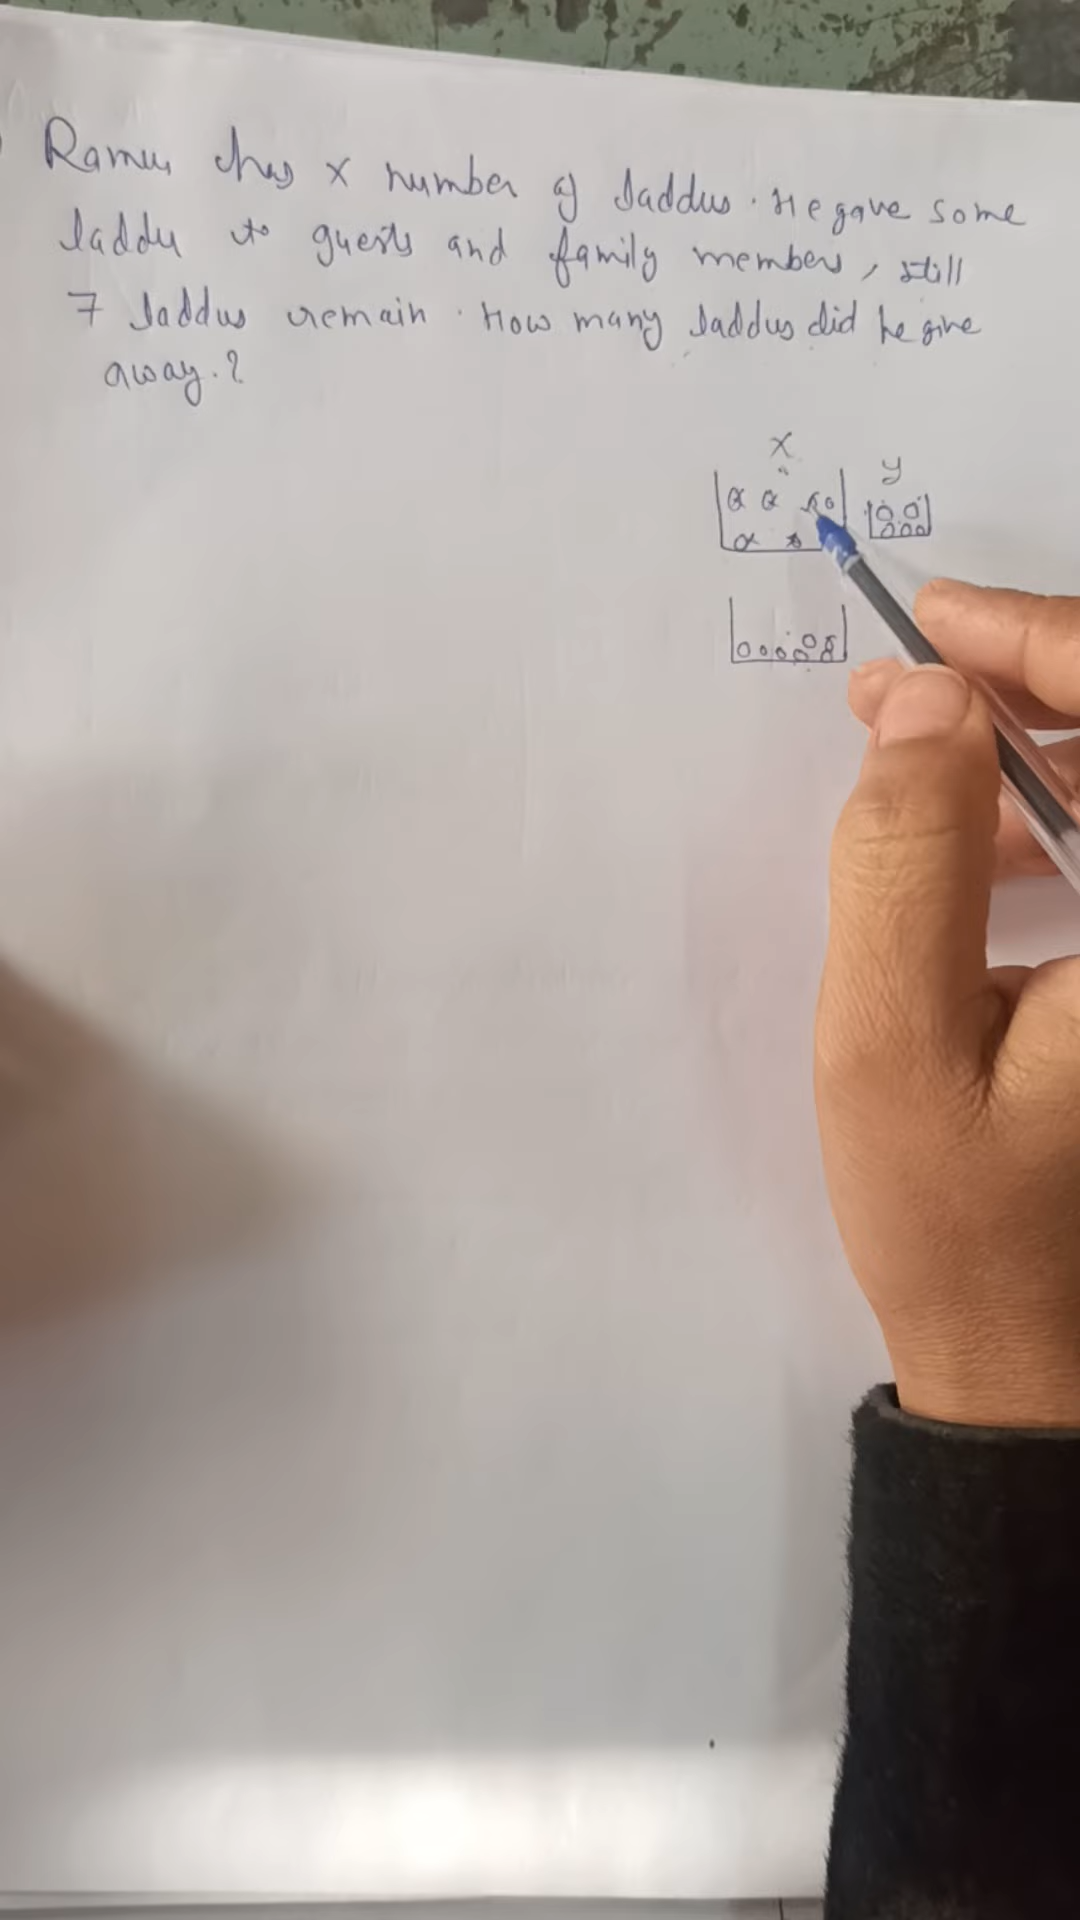 Ramu has x number of laddus. He gave some
laddu to guests and family members, still
7 laddus remain. How many laddus did he give
away.?
x
y